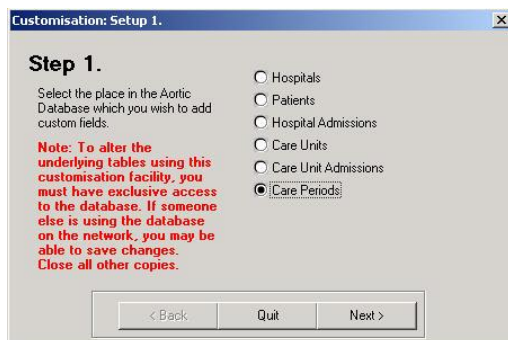 Customisation: Setup 1.
Step 1.
Select the place in the Aortic
Database which you wish to add
custom fields.
Note: To alter the
underlying tables using this
customisation facility, you
must have exclusive access
to the database. If someone
else is using the database
on the network, you may be
able to save changes.
Close all other copies.
Hospitals
Patients
Hospital Admissions
Care Units
Care Unit Admissions
Care Periods
< Back
Quit
Next >